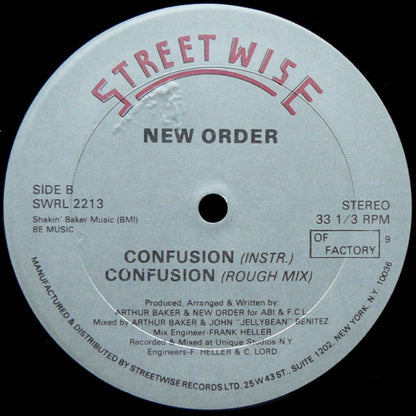 STREET WISE
NEW ORDER
SIDE B
SWRL 2213
Shakin' Baker Music (BMI)
BE MUSIC
STEREO
33 1/3 RPM
OF
FACTORY
9
CONFUSION (INSTR.)
CONFUSION (ROUGH MIX)
Produced, Arranged & Written by:
ARTHUR BAKER & NEW ORDER for ABI & F.C.L.
Mixed by ARTHUR BAKER & JOHN "JELLYBEAN" BENITEZ.
Mix Engineer-FRANK HELLER
Recorded & Mixed at Unique Studios-N.Y.
Engineers-F. HELLER & C. LORD
MANUFACTURED & DISTRIBUTED BY STREETWISE RECORDS LTD. 25 W 43 ST., SUITE 1202, NEW YORK, N.Y. 10036